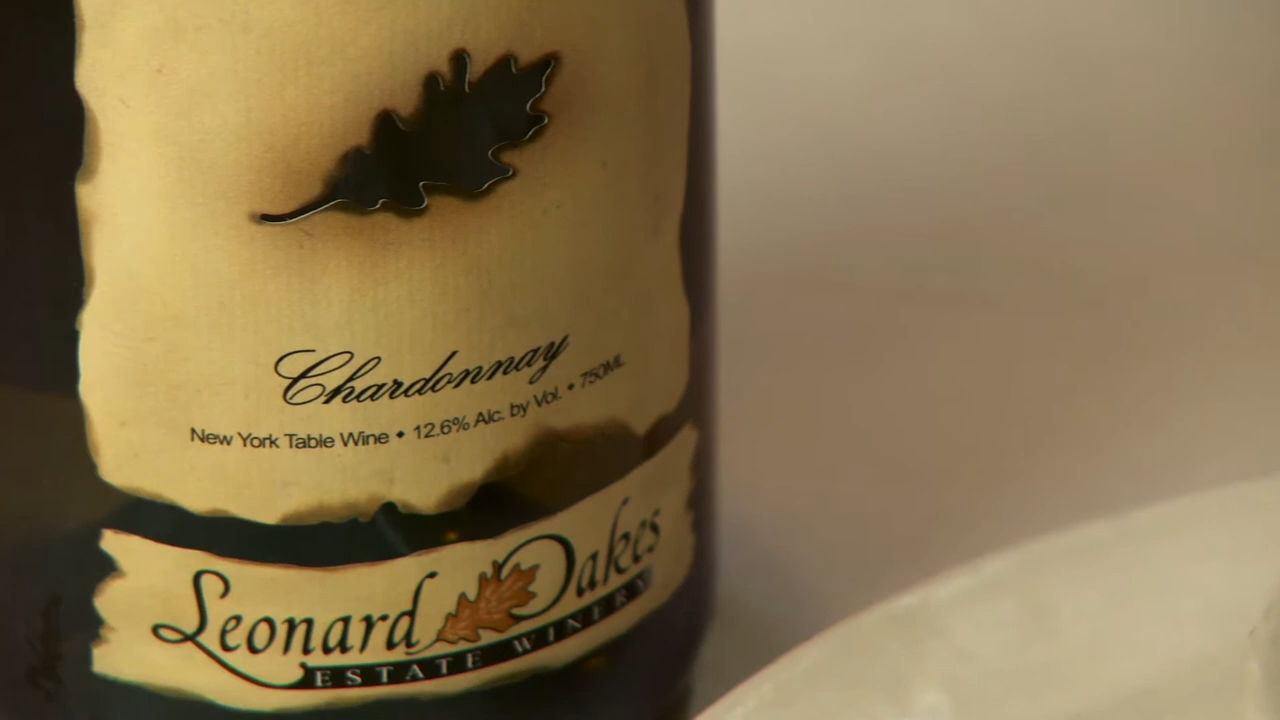 Chardonnay
New York Table Wine • 12.6% Alc. by Vol. • 750ML
Leonard Oakes
ESTATE WINERY